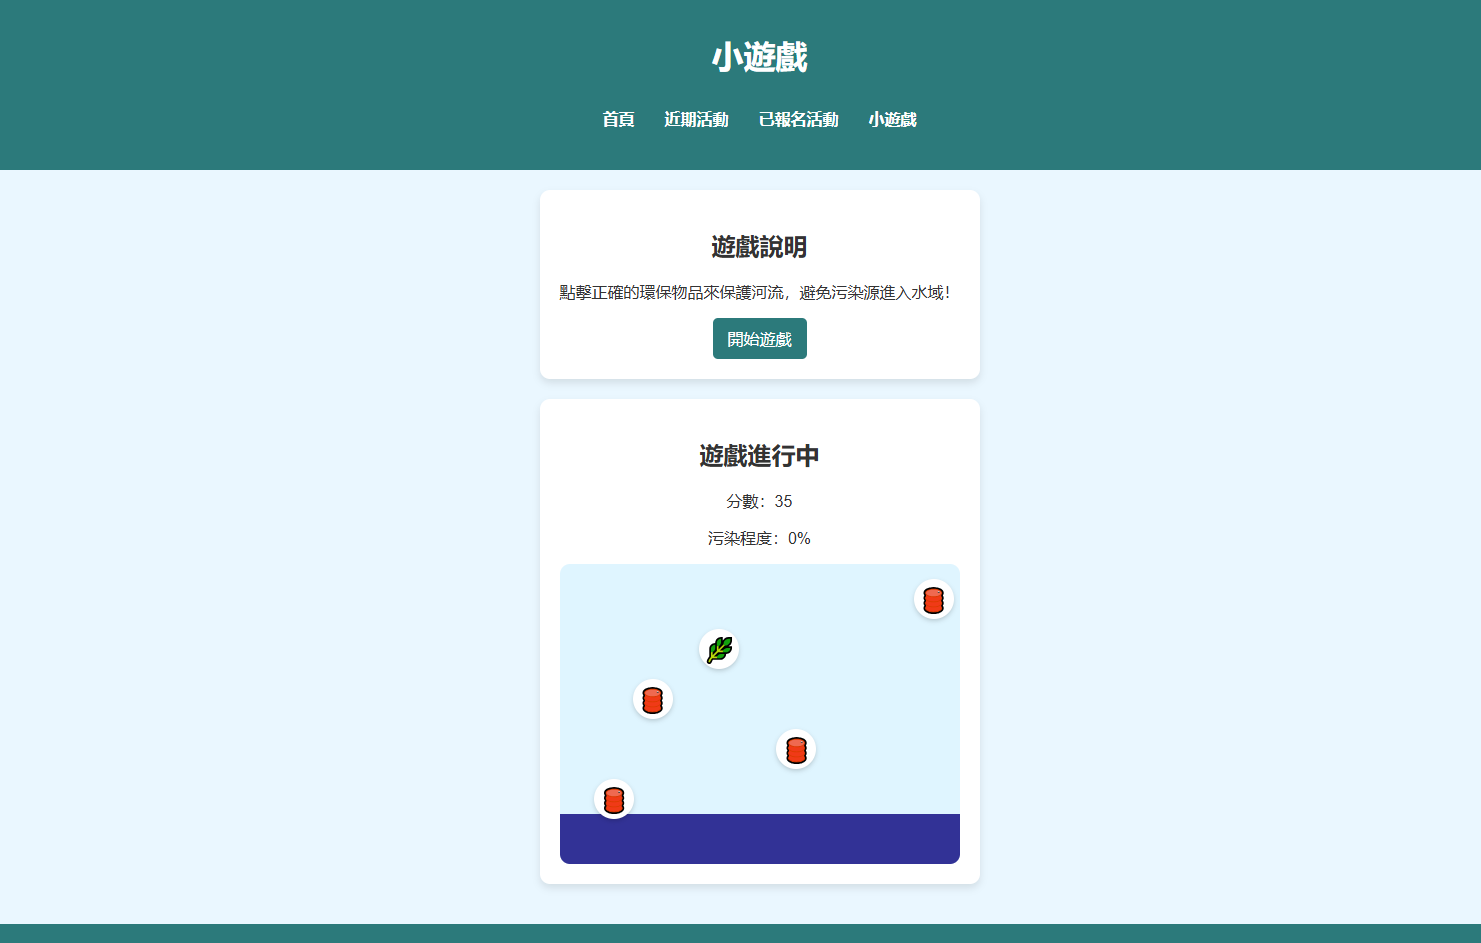 小遊戲
首頁 近期活動 已報名活動 小遊戲
遊戲說明
點擊正確的環保物品來保護河流，避免污染源進入水域！
開始遊戲
遊戲進行中
分數：35
污染程度：0%